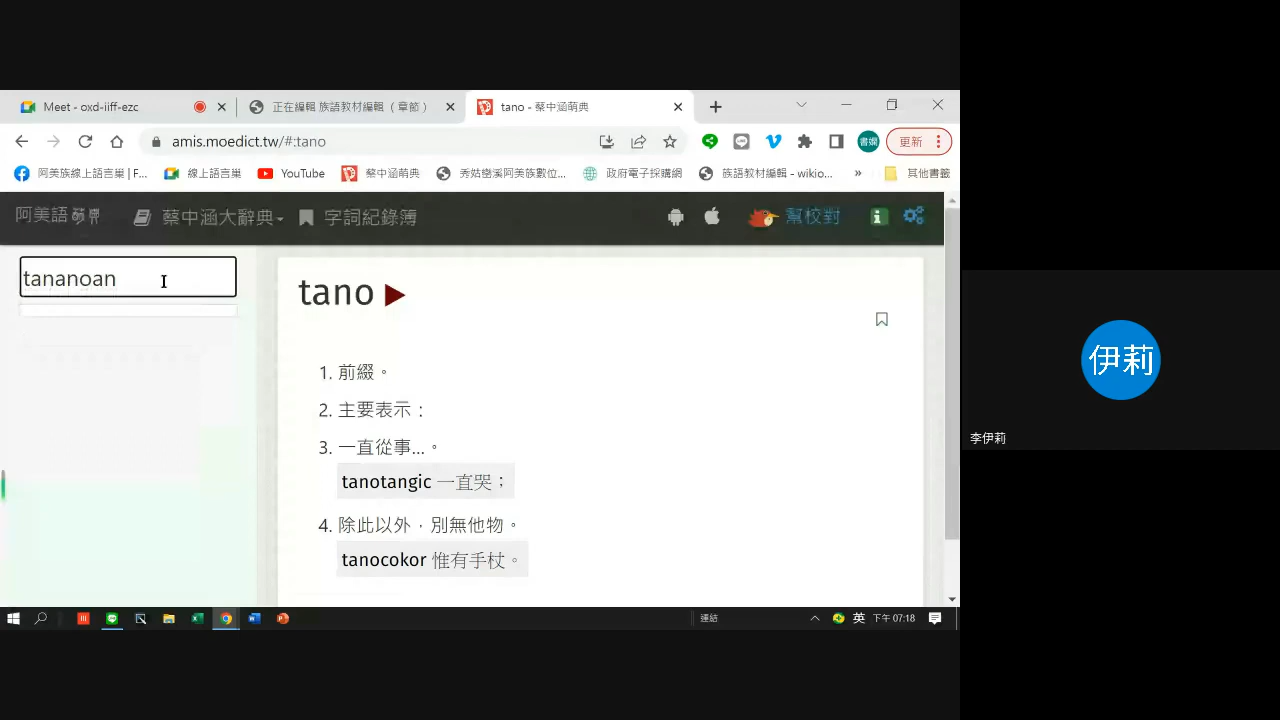 Meet - oxd-iiff-ezc
正在編輯 族語教材編輯 （章節）
tano - 蔡中涵萌典
amis.moedict.tw/#:tano
書嫻
更新
阿美族線上語言巢 | F...
線上語言巢
YouTube
蔡中涵萌典
秀姑巒溪阿美族數位...
政府電子採購網
族語教材編輯 - wikio...
»
其他書籤
阿美語萌典
蔡中涵大辭典
字詞紀錄簿
幫校對
tananoan
tano
1. 前綴。
2. 主要表示：
3. 一直從事...。
tanotangic 一直哭；
4. 除此以外，別無他物。
tanocokor 惟有手杖。
連結
英
下午 07:18
伊莉
李伊莉